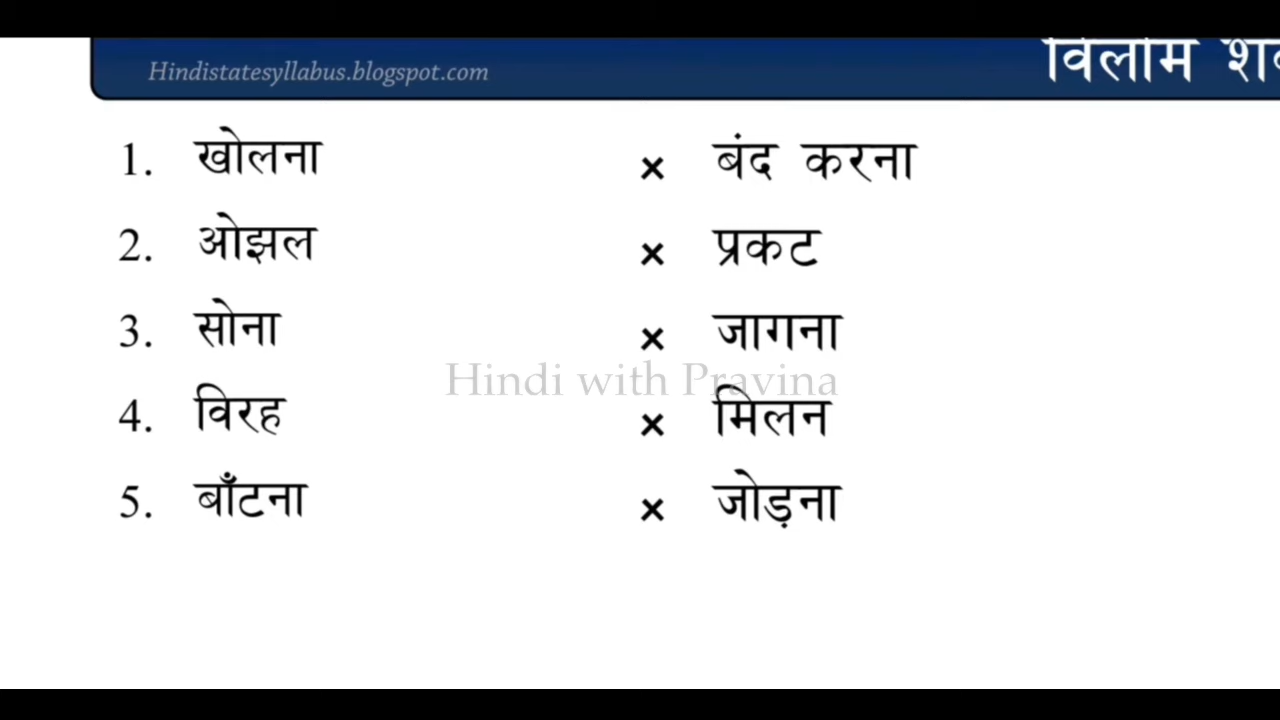 Hindistatesyllabus.blogspot.com विलोम
1. खोलना × बंद करना
2. ओझल × प्रकट
3. सोना × जागना
Hindi with Pravina
4. विरह × मिलन
5. बाँटना × जोड़ना